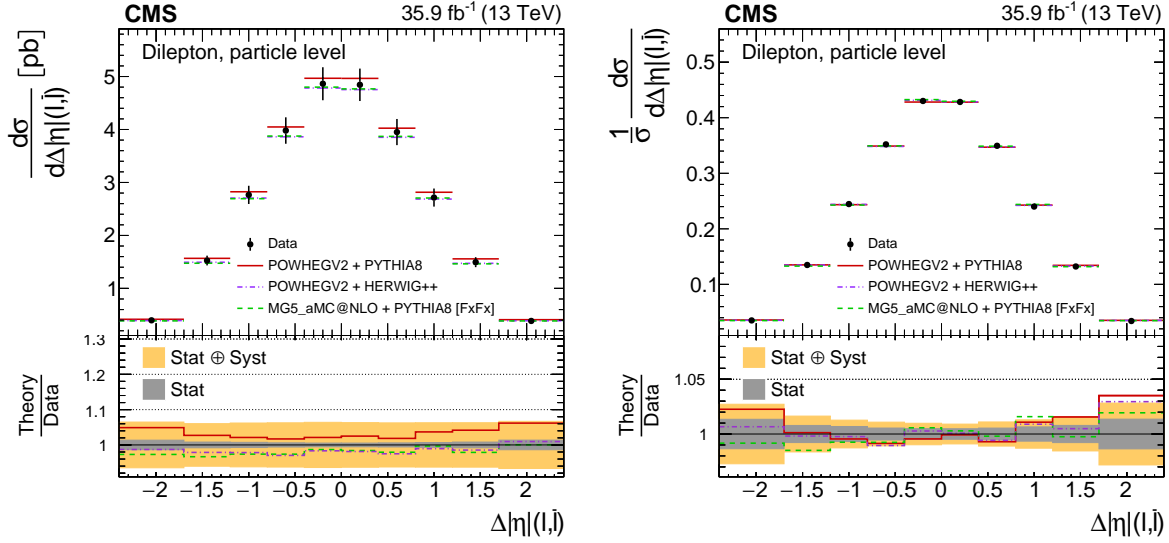 CMS 35.9 fb⁻¹ (13 TeV)
Dilepton, particle level
dσ/dΔ|η|(l,l̄) [pb]
5
4
3
2
1
Data
POWHEGV2 + PYTHIA8
POWHEGV2 + HERWIG++
MG5_aMC@NLO + PYTHIA8 [FxFx]
Theory/Data
1.3
1.2
1.1
1
Stat ⊕ Syst
Stat
−2 −1.5 −1 −0.5 0 0.5 1 1.5 2
Δ|η|(l,l̄)
CMS 35.9 fb⁻¹ (13 TeV)
Dilepton, particle level
1/σ dσ/dΔ|η|(l,l̄)
0.5
0.4
0.3
0.2
0.1
Data
POWHEGV2 + PYTHIA8
POWHEGV2 + HERWIG++
MG5_aMC@NLO + PYTHIA8 [FxFx]
Theory/Data
1.05
1
Stat ⊕ Syst
Stat
−2 −1.5 −1 −0.5 0 0.5 1 1.5 2
Δ|η|(l,l̄)